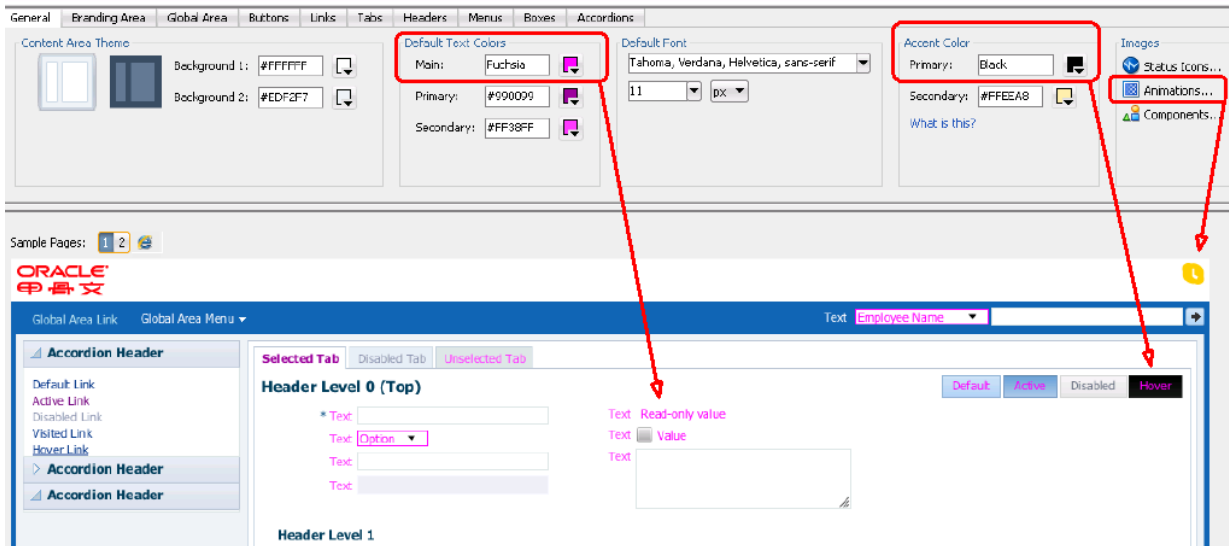 General Branding Area Global Area Buttons Links Tabs Headers Menus Boxes Accordions
Content Area Theme Default Text Colors Default Font Accent Color Images
Background 1: #FFFFFF Main: Fuchsia Tahoma, Verdana, Helvetica, sans-serif Primary: Black Status Icons...
Background 2: #EDF2F7 Primary: #990099 11 px Secondary: #FFEEA8 Animations...
Secondary: #FF38FF What is this? Components...
Sample Pages: 1 2
ORACLE
甲骨文
Global Area Link Global Area Menu Text Employee Name
Accordion Header
Default Link
Active Link
Disabled Link
Visited Link
Hover Link
Accordion Header
Accordion Header
Selected Tab Disabled Tab Unselected Tab
Header Level 0 (Top) Default Active Disabled Hover
* Text Text Read-only value
Text Option Text Value
Text Text
Text
Header Level 1